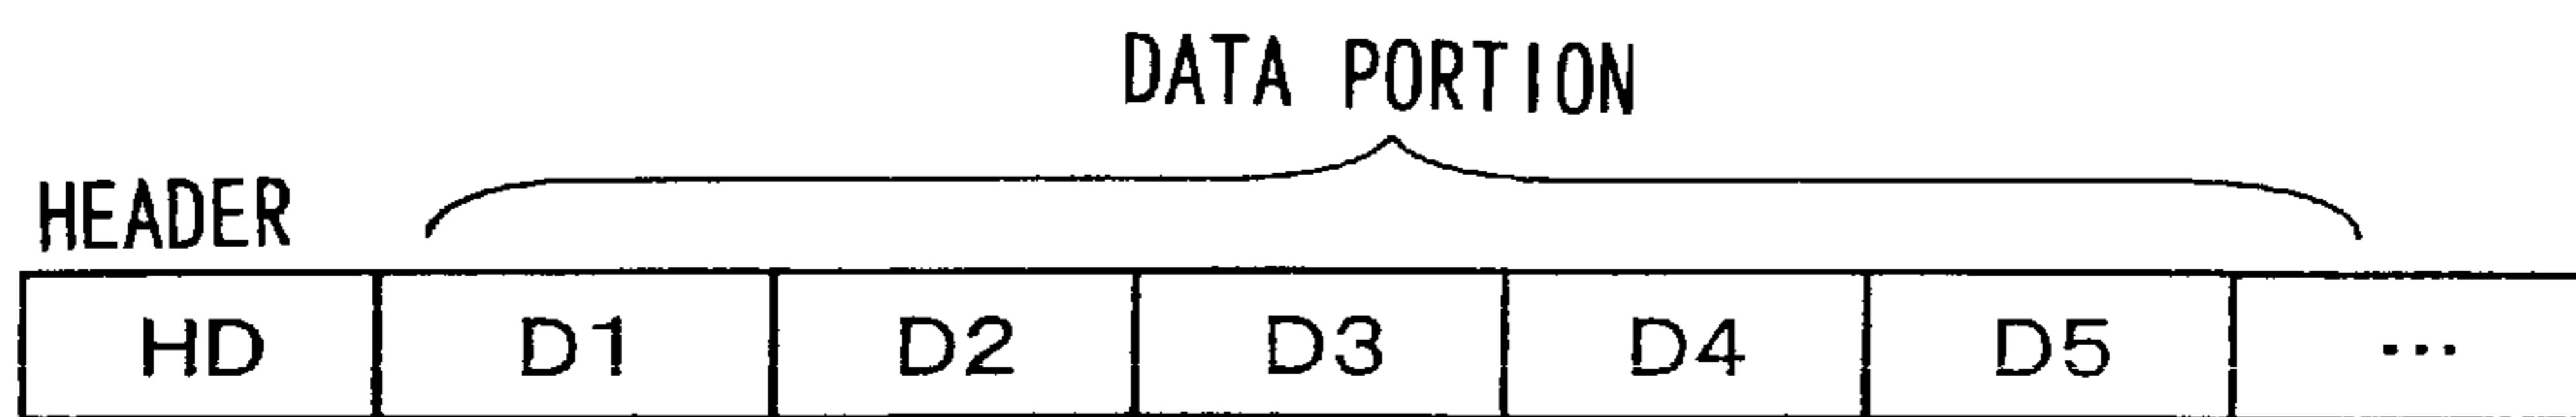 DATA PORTION
HEADER
HD D1 D2 D3 D4 D5 ...